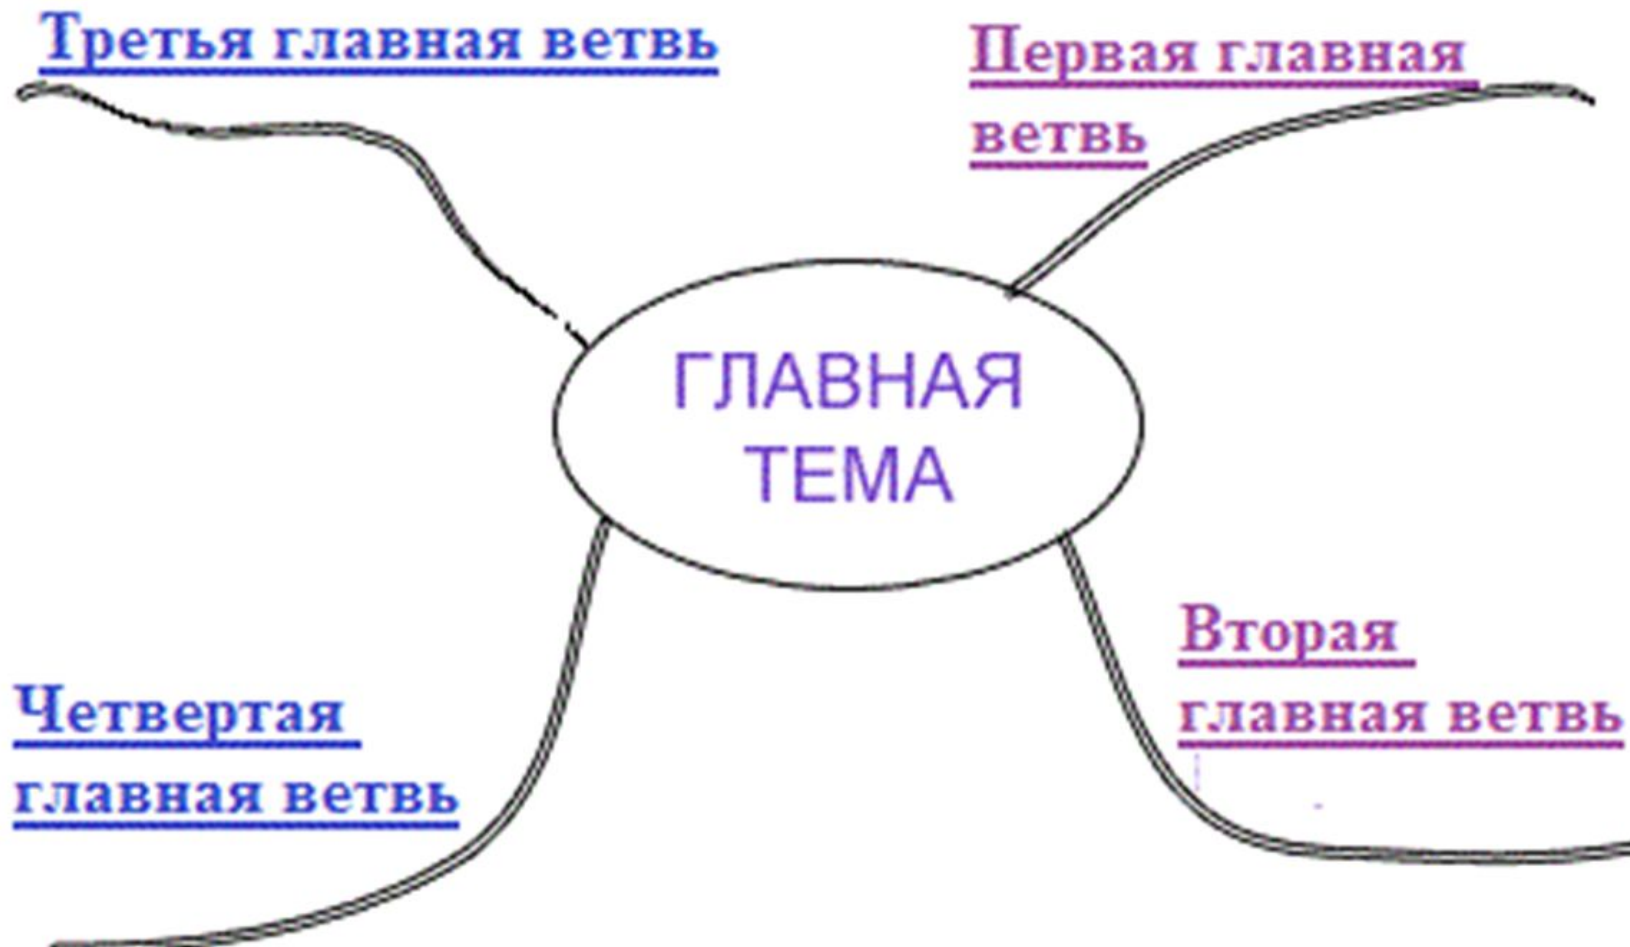 Третья главная ветвь
Первая главная
ветвь
ГЛАВНАЯ
ТЕМА
Вторая
главная ветвь
Четвертая
главная ветвь